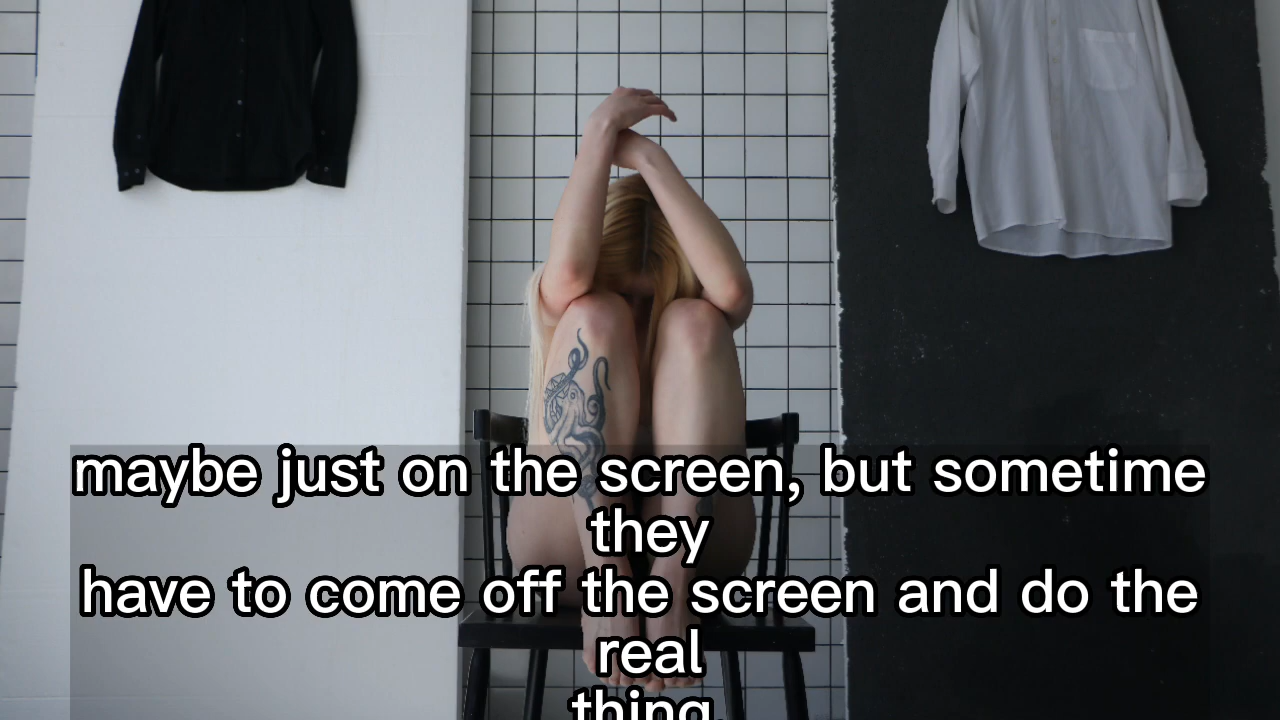 maybe just on the screen, but sometime
they
have to come off the screen and do the
real
thing.